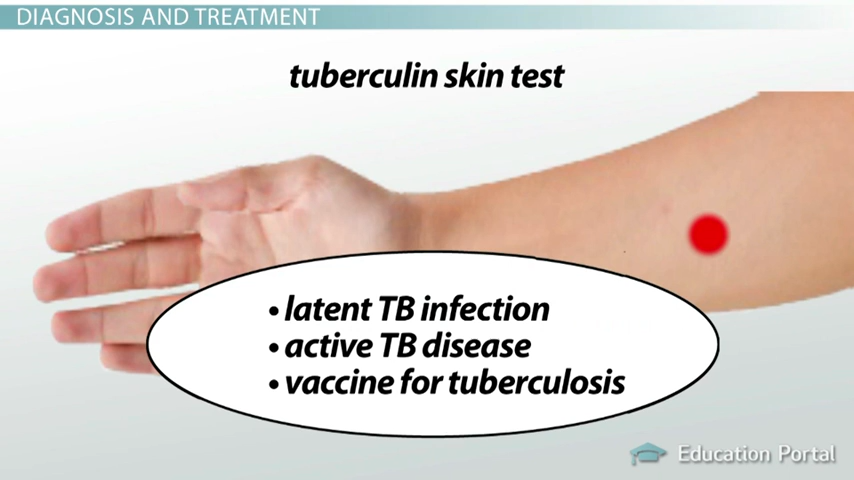 DIAGNOSIS AND TREATMENT
tuberculin skin test
• latent TB infection
• active TB disease
• vaccine for tuberculosis
Education Portal